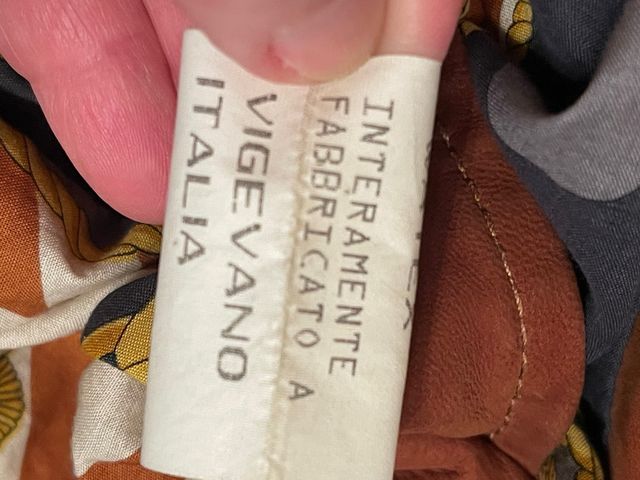 INTERAMENTE
FABBRICATO A
VIGEVANO
ITALIA